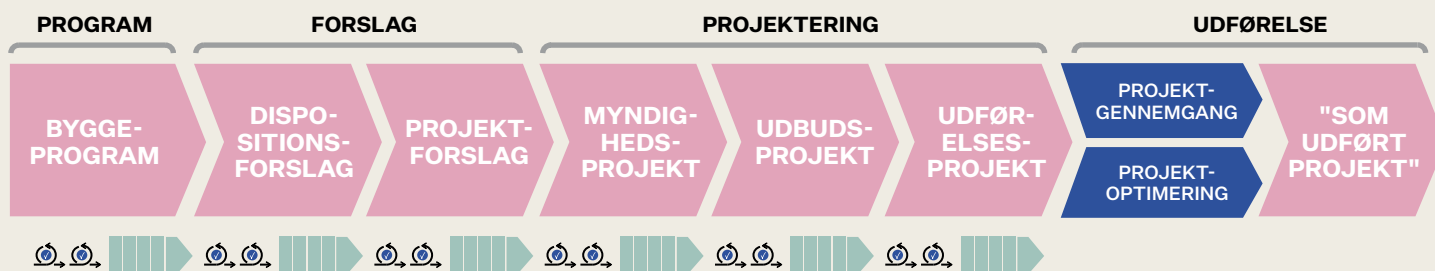 PROGRAM
FORSLAG
PROJEKTERING
UDFØRELSE
BYGGE-
PROGRAM
DISPO-
SITIONS-
FORSLAG
PROJEKT-
FORSLAG
MYNDIG-
HEDS-
PROJEKT
UDBUDS-
PROJEKT
UDFØR-
ELSES-
PROJEKT
PROJEKT-
GENNEMGANG
PROJEKT-
OPTIMERING
"SOM
UDFØRT
PROJEKT"